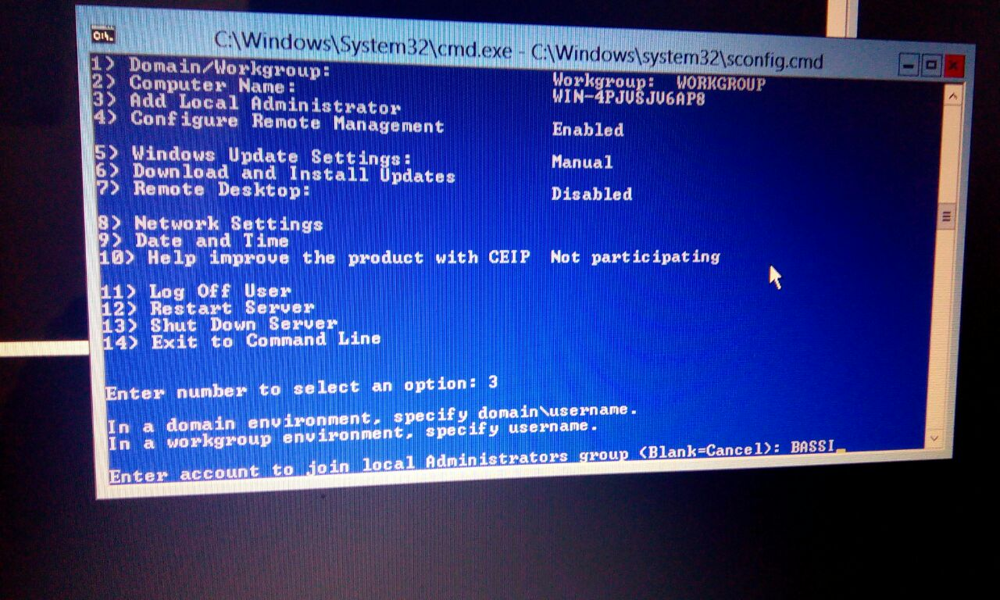 C:\Windows\System32\cmd.exe - C:\Windows\system32\sconfig.cmd
1) Domain/Workgroup: Workgroup: WORKGROUP
2) Computer Name: WIN-4PJVSJV6AP8
3) Add Local Administrator
4) Configure Remote Management Enabled
5) Windows Update Settings: Manual
6) Download and Install Updates
7) Remote Desktop: Disabled
8) Network Settings
9) Date and Time
10) Help improve the product with CEIP Not participating
11) Log Off User
12) Restart Server
13) Shut Down Server
14) Exit to Command Line
Enter number to select an option: 3
In a domain environment, specify domain\username.
In a workgroup environment, specify username.
Enter account to join local Administrators group (Blank=Cancel): BASSI_